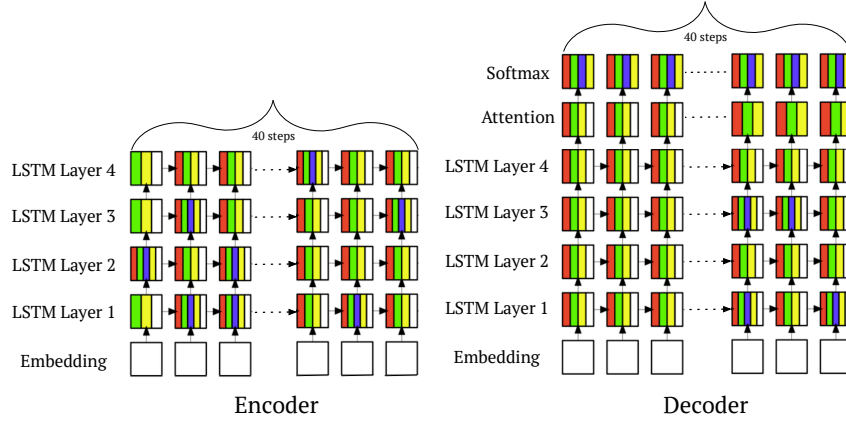 40 steps
LSTM Layer 4
LSTM Layer 3
LSTM Layer 2
LSTM Layer 1
Embedding
Encoder
40 steps
Softmax
Attention
LSTM Layer 4
LSTM Layer 3
LSTM Layer 2
LSTM Layer 1
Embedding
Decoder